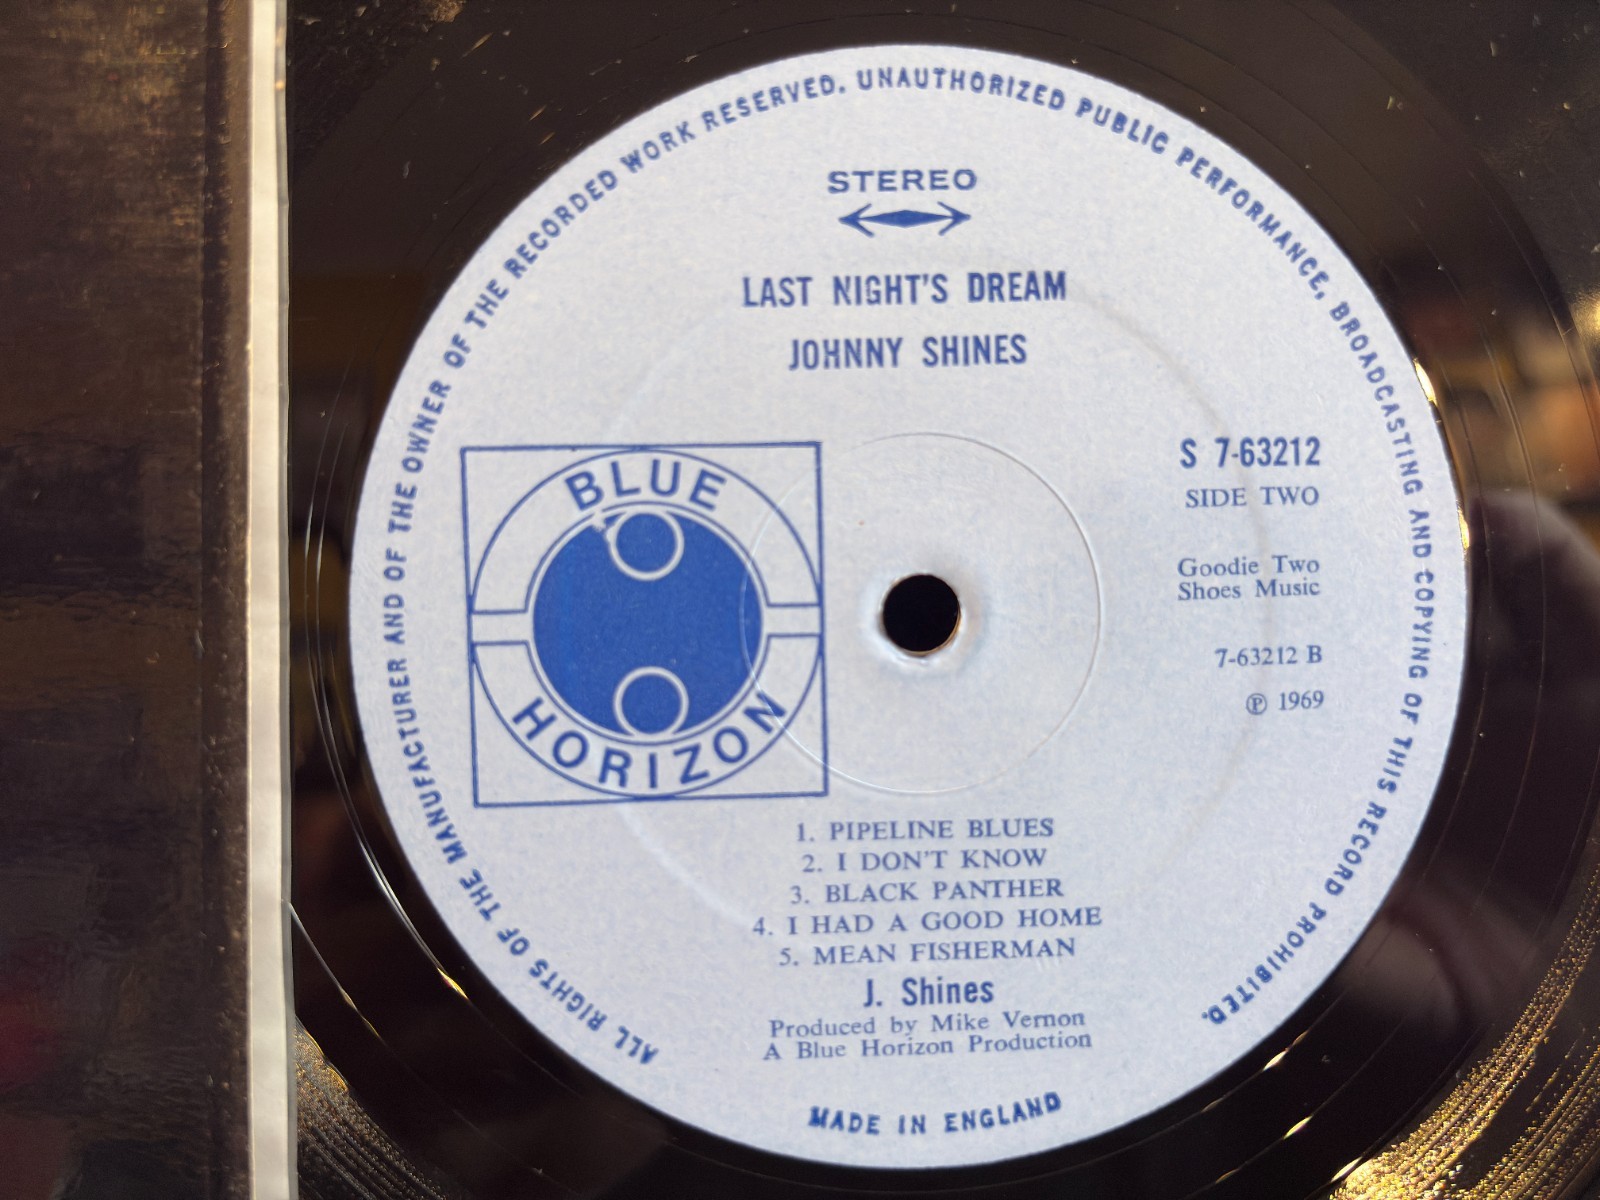 ALL RIGHTS OF THE MANUFACTURER AND OF THE OWNER OF THE RECORDED WORK RESERVED. UNAUTHORIZED PUBLIC PERFORMANCE, BROADCASTING AND COPYING OF THIS RECORD PROHIBITED.
STEREO
LAST NIGHT'S DREAM
JOHNNY SHINES
BLUE
HORIZON
S 7-63212
SIDE TWO
Goodie Two
Shoes Music
7-63212 B
℗ 1969
1. PIPELINE BLUES
2. I DON'T KNOW
3. BLACK PANTHER
4. I HAD A GOOD HOME
5. MEAN FISHERMAN
J. Shines
Produced by Mike Vernon
A Blue Horizon Production
MADE IN ENGLAND